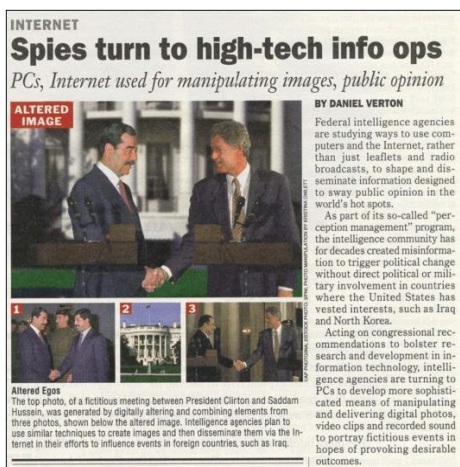 INTERNET
Spies turn to high-tech info ops
PCs, Internet used for manipulating images, public opinion
ALTERED
IMAGE
1
2
3
Altered Egos
The top photo, of a fictitious meeting between President Clinton and Saddam
Hussein, was generated by digitally altering and combining elements from
three photos, shown below the altered image. Intelligence agencies plan to
use similar techniques to create images and then disseminate them via the In-
ternet in their efforts to influence events in foreign countries, such as Iraq.
BY DANIEL VERTON
Federal intelligence agencies
are studying ways to use com-
puters and the Internet, rather
than just leaflets and radio
broadcasts, to shape and dis-
seminate information designed
to sway public opinion in the
world's hot spots.
As part of its so-called "per-
ception management" program,
the intelligence community has
for decades created misinforma-
tion to trigger political change
without direct political or mili-
tary involvement in countries
where the United States has
vested interests, such as Iraq
and North Korea.
Acting on congressional rec-
ommendations to bolster re-
search and development in in-
formation technology, intelli-
gence agencies are turning to
PCs to develop more sophisti-
cated means of manipulating
and delivering digital photos,
video clips and recorded sound
to portray fictitious events in
hopes of provoking desirable
outcomes.